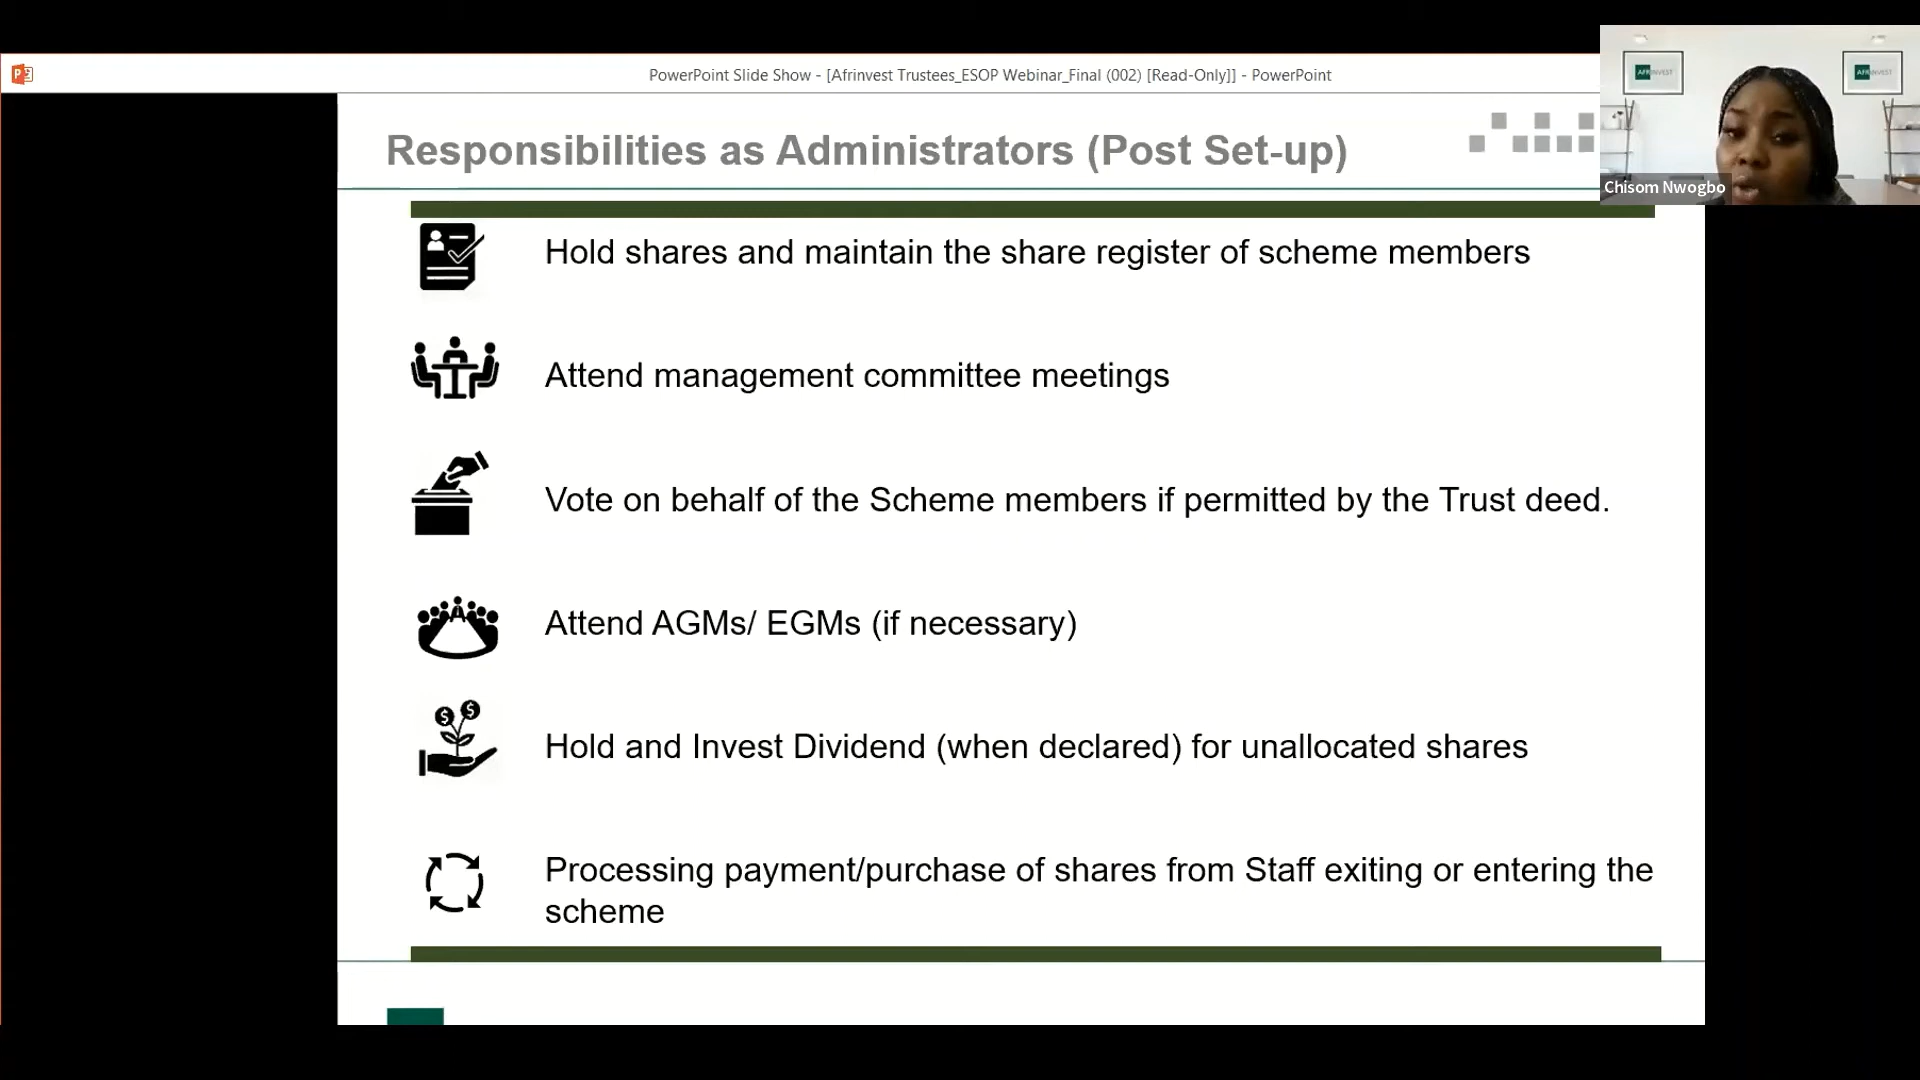 PowerPoint Slide Show - [Afrinvest Trustees_ESOP Webinar_Final (002) [Read-Only]] - PowerPoint
AFRINVEST
AFRINVEST
Chisom Nwogbo
Responsibilities as Administrators (Post Set-up)
Hold shares and maintain the share register of scheme members
Attend management committee meetings
Vote on behalf of the Scheme members if permitted by the Trust deed.
Attend AGMs/ EGMs (if necessary)
Hold and Invest Dividend (when declared) for unallocated shares
Processing payment/purchase of shares from Staff exiting or entering the
scheme